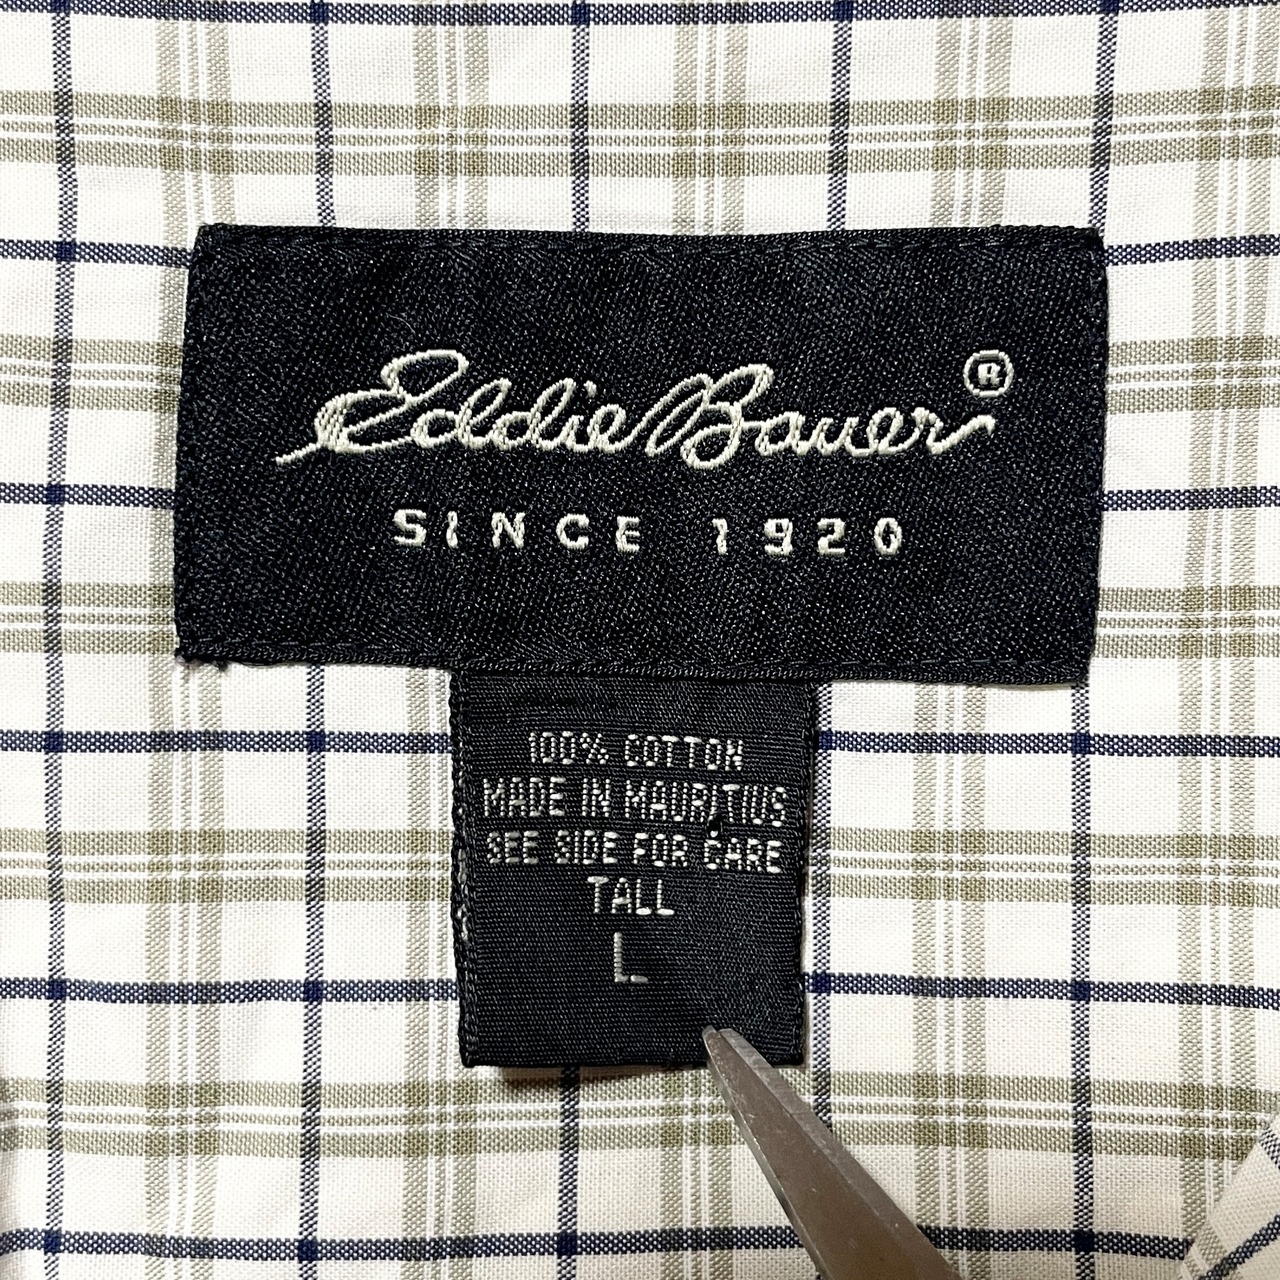 Eddie Bauer®
SINCE 1920
100% COTTON
MADE IN MAURITIUS
SEE SIDE FOR CARE
TALL
L